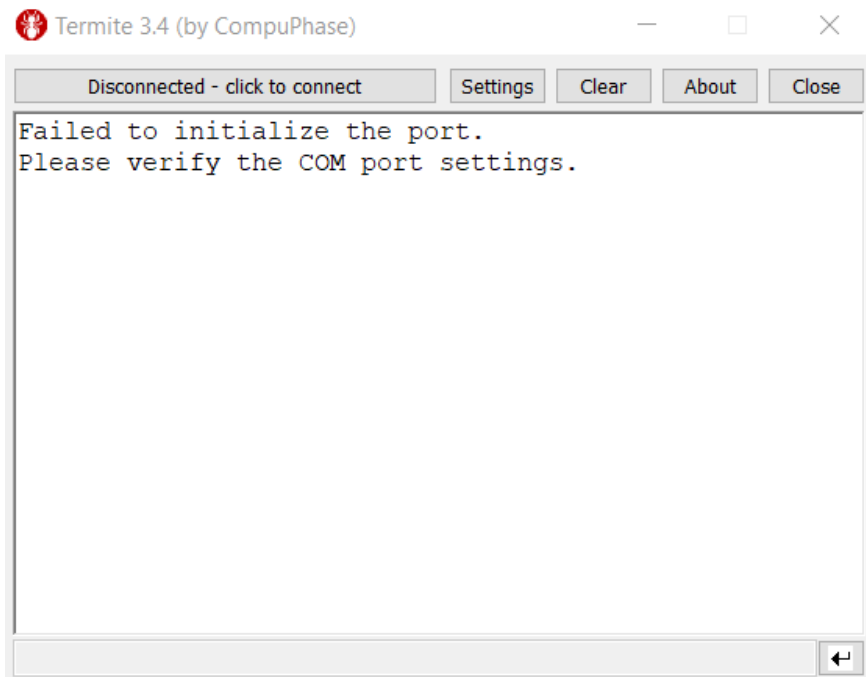 Termite 3.4 (by CompuPhase)
Disconnected - click to connect Settings Clear About Close
Failed to initialize the port.
Please verify the COM port settings.